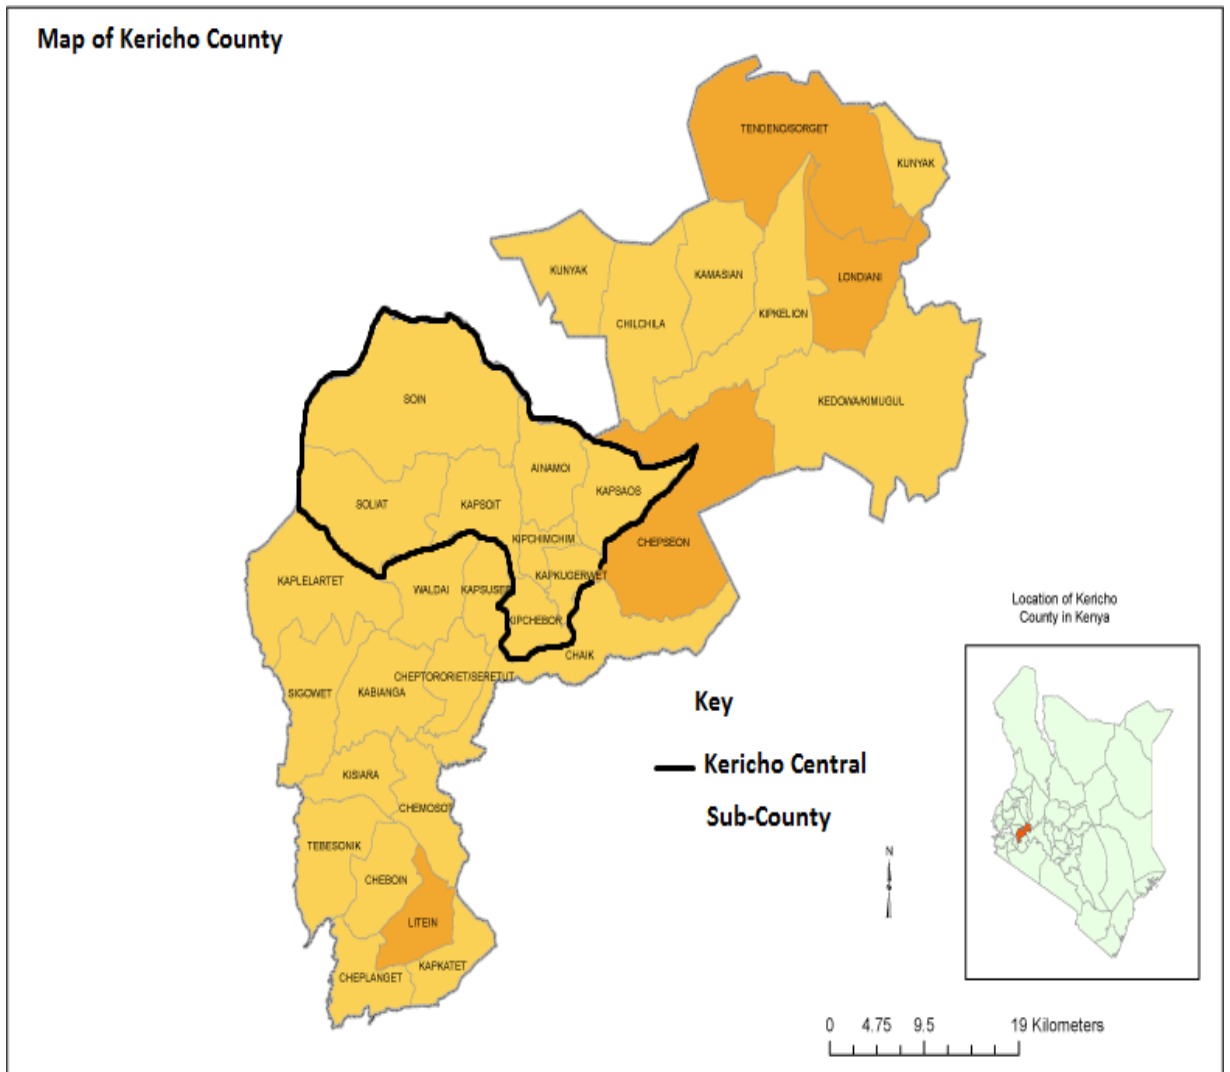 Map of Kericho County
TENDENO/SORGET
KUNYAK
KUNYAK
KAMASIAN
LONDIANI
CHILCHILA
KIPKELION
SOIN
KEDOWA/KIMUGUL
AINAMOI
KAPSAOS
SOLIAT
KAPSOIT
KIPCHIMCHIM
CHEPSEON
KAPLELARTET
WALDAI
KAPSUSER
KAPKUGERWET
KIPCHEBOR
CHAIK
CHEPTORORIET/SERETUT
SIGOWET
KABIANGA
KISIARA
CHEMOSOT
TEBESONIK
CHEBOIN
LITEIN
CHEPLANGET
KAPKATET
Key
Kericho Central
Sub-County
Location of Kericho
County in Kenya
N
0 4.75 9.5 19 Kilometers